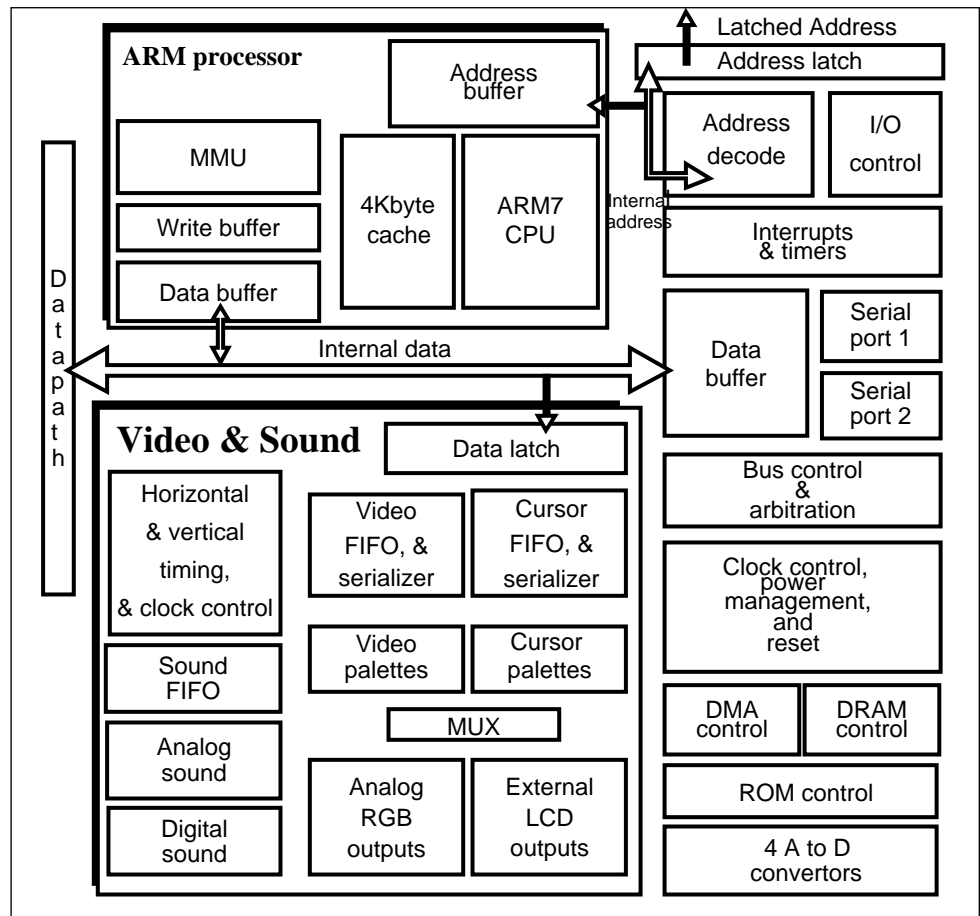 Latched Address
Address latch
ARM processor
Address
buffer
MMU
Write buffer
Data buffer
4Kbyte
cache
ARM7
CPU
Internal
address
Address
decode
I/O
control
Interrupts
& timers
Datapath
Internal data
Data
buffer
Serial
port 1
Serial
port 2
Video & Sound
Data latch
Horizontal
& vertical
timing,
& clock control
Video
FIFO, &
serializer
Cursor
FIFO, &
serializer
Bus control
&
arbitration
Clock control,
power
management,
and
reset
Sound
FIFO
Video
palettes
Cursor
palettes
MUX
DMA
control
DRAM
control
Analog
sound
Digital
sound
Analog
RGB
outputs
External
LCD
outputs
ROM control
4 A to D
convertors